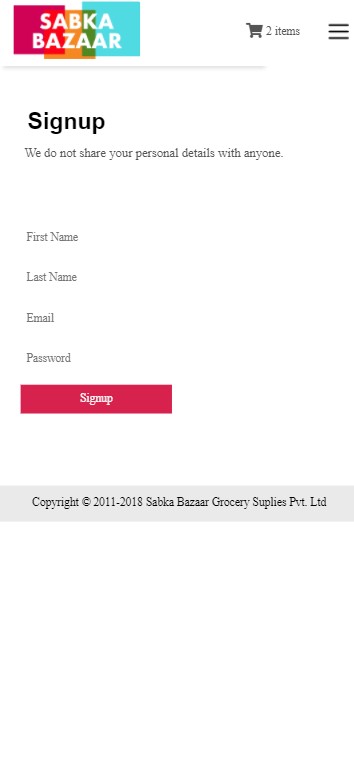 SABKA
BAZAAR
2 items
Signup
We do not share your personal details with anyone.
First Name
Last Name
Email
Password
Signup
Copyright © 2011-2018 Sabka Bazaar Grocery Suplies Pvt. Ltd